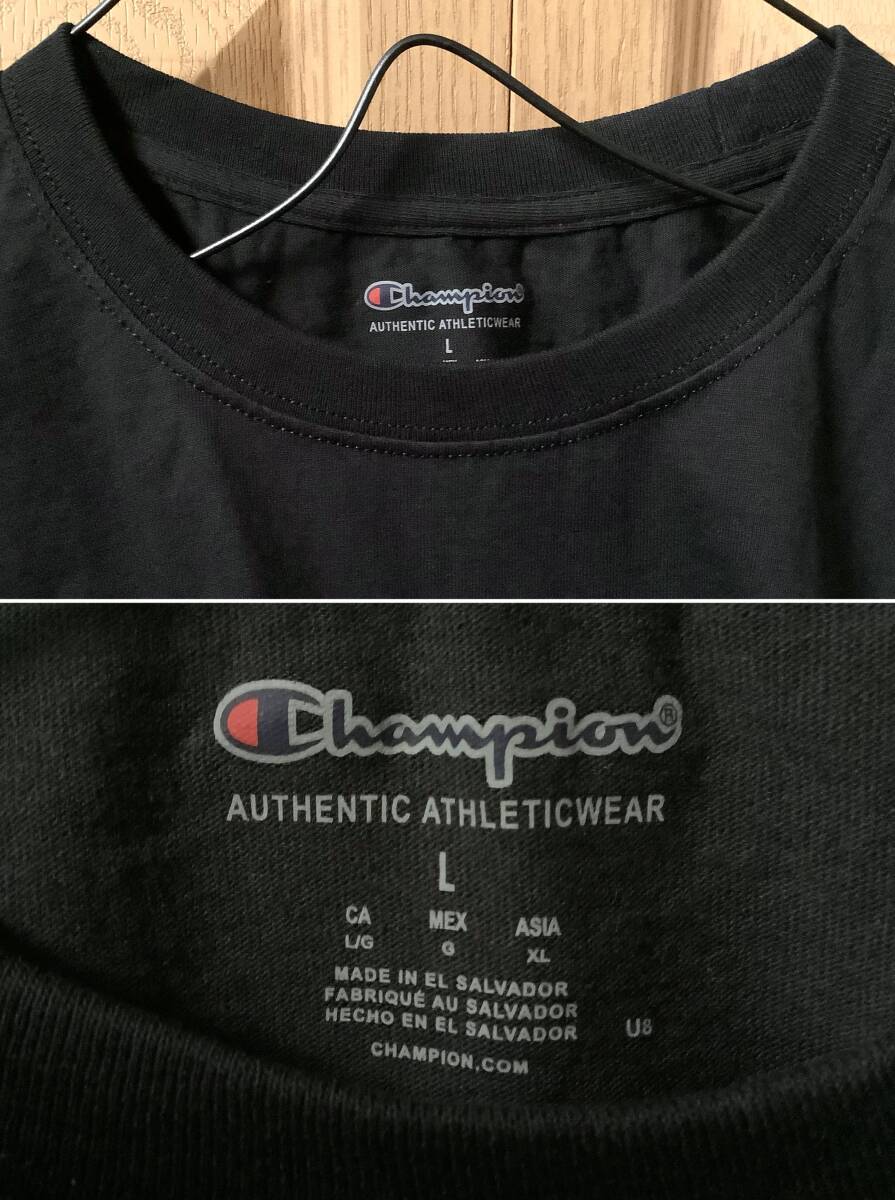 Champion
AUTHENTIC ATHLETICWEAR
L
Champion®
AUTHENTIC ATHLETICWEAR
L
CA MEX ASIA
L/G G XL
MADE IN EL SALVADOR
FABRIQUÉ AU SALVADOR
HECHO EN EL SALVADOR U8
CHAMPION.COM